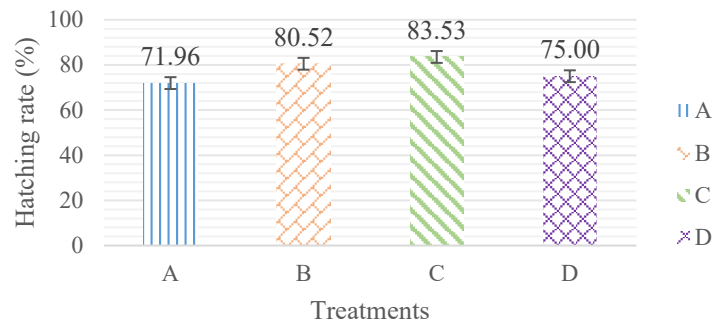 100
80
60
40
20
0
Hatching rate (%)
71.96
80.52
83.53
75.00
A
B
C
D
Treatments
A
B
C
D